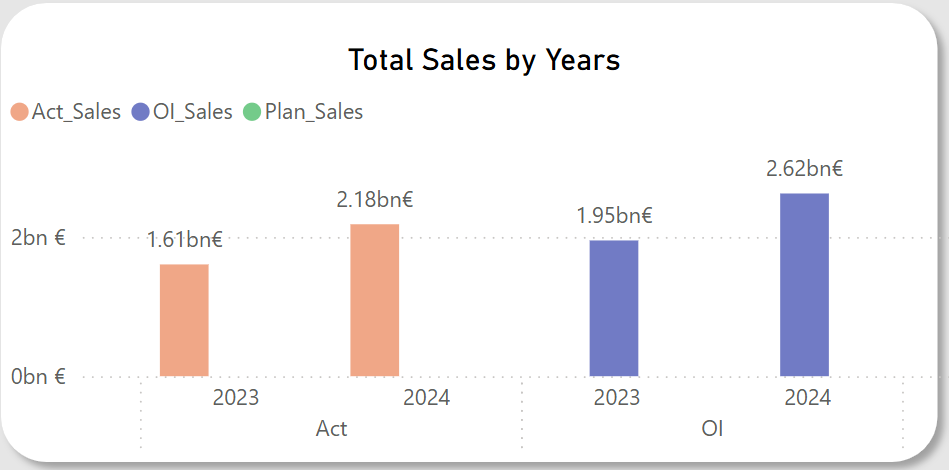 Total Sales by Years
Act_Sales OI_Sales Plan_Sales
2.62bn€
2.18bn€
1.95bn€
2bn € 1.61bn€
0bn €
2023 2024 2023 2024
Act OI